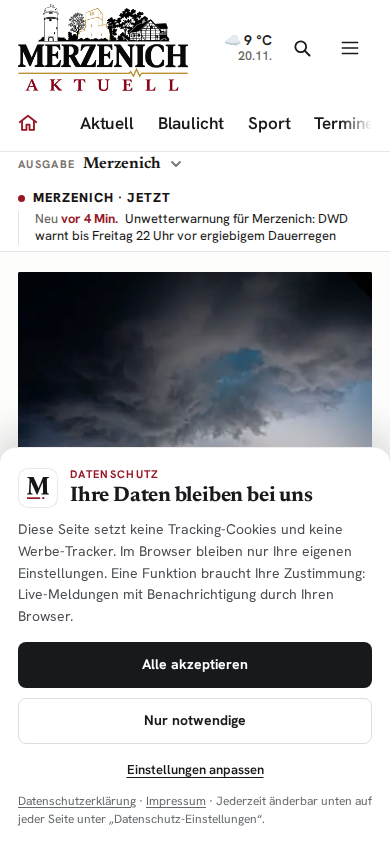 MERZENICH
AKTUELL
☁️ 9 °C
20.11.
Aktuell Blaulicht Sport Termine
AUSGABE Merzenich
MERZENICH · JETZT
Neu vor 4 Min. Unwetterwarnung für Merzenich: DWD
warnt bis Freitag 22 Uhr vor ergiebigem Dauerregen
M
DATENSCHUTZ
Ihre Daten bleiben bei uns
Diese Seite setzt keine Tracking-Cookies und keine
Werbe-Tracker. Im Browser bleiben nur Ihre eigenen
Einstellungen. Eine Funktion braucht Ihre Zustimmung:
Live-Meldungen mit Benachrichtigung durch Ihren
Browser.
Alle akzeptieren
Nur notwendige
Einstellungen anpassen
Datenschutzerklärung · Impressum · Jederzeit änderbar unten auf
jeder Seite unter „Datenschutz-Einstellungen“.